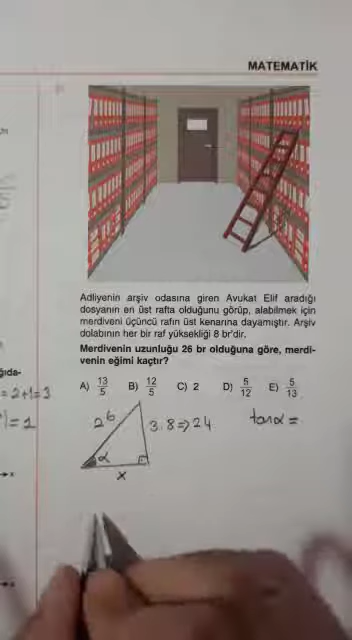 MATEMATİK
Adliyenin arşiv odasına giren Avukat Elif aradığı
dosyanın en üst rafta olduğunu görüp, alabilmek için
merdiveni üçüncü rafın üst kenarına dayamıştır. Arşiv
dolabının her bir raf yüksekliği 8 br'dir.
Merdivenin uzunluğu 26 br olduğuna göre, merdi-
venin eğimi kaçtır?
A) 13/5 B) 12/5 C) 2 D) 5/12 E) 5/13
ğıda-
= 2+1=3
26 3.8⇒24 tanα =
α
x